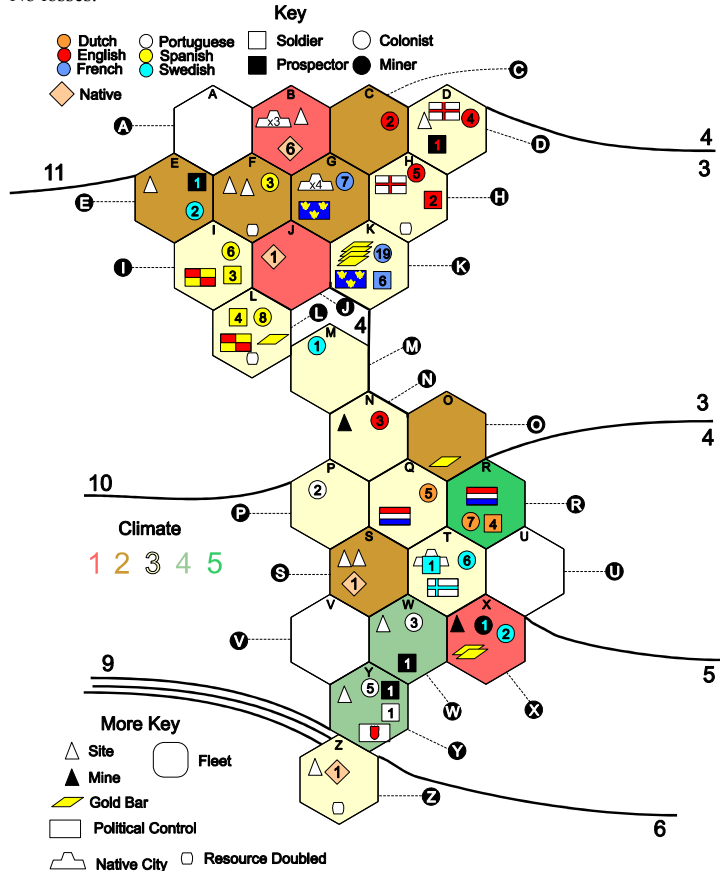 No losses.
Key
Dutch
English
French
Portuguese
Spanish
Swedish
Soldier
Prospector
Colonist
Miner
Native
C
A
B
C
D
A
x3
6
2
4
1
D
4
3
11
E
F
G
H
E
1
2
3
x4
7
5
2
H
I
J
K
I
6
3
1
19
6
K
J
L
4
8
L
4
M
1
M
N
N
3
O
O
3
4
10
P
2
P
Q
5
R
7
4
R
Climate
1 2 3 4 5
S
S
1
T
1
6
U
U
V
V
W
3
1
X
1
2
5
9
Y
5
1
1
W
X
Y
More Key
Site
Mine
Gold Bar
Political Control
Native City
Fleet
Resource Doubled
Z
1
Z
6